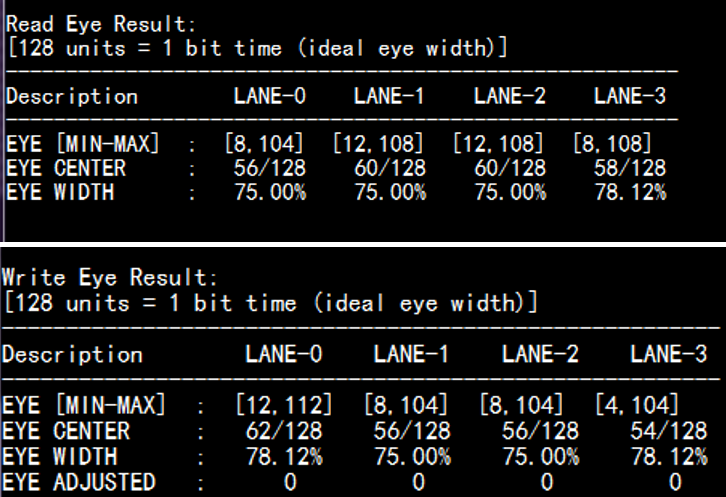 Read Eye Result:
[128 units = 1 bit time (ideal eye width)]
Description LANE-0 LANE-1 LANE-2 LANE-3
EYE [MIN-MAX] : [8,104] [12,108] [12,108] [8,108]
EYE CENTER : 56/128 60/128 60/128 58/128
EYE WIDTH : 75.00% 75.00% 75.00% 78.12%
Write Eye Result:
[128 units = 1 bit time (ideal eye width)]
Description LANE-0 LANE-1 LANE-2 LANE-3
EYE [MIN-MAX] : [12,112] [8,104] [8,104] [4,104]
EYE CENTER : 62/128 56/128 56/128 54/128
EYE WIDTH : 78.12% 75.00% 75.00% 78.12%
EYE ADJUSTED : 0 0 0 0